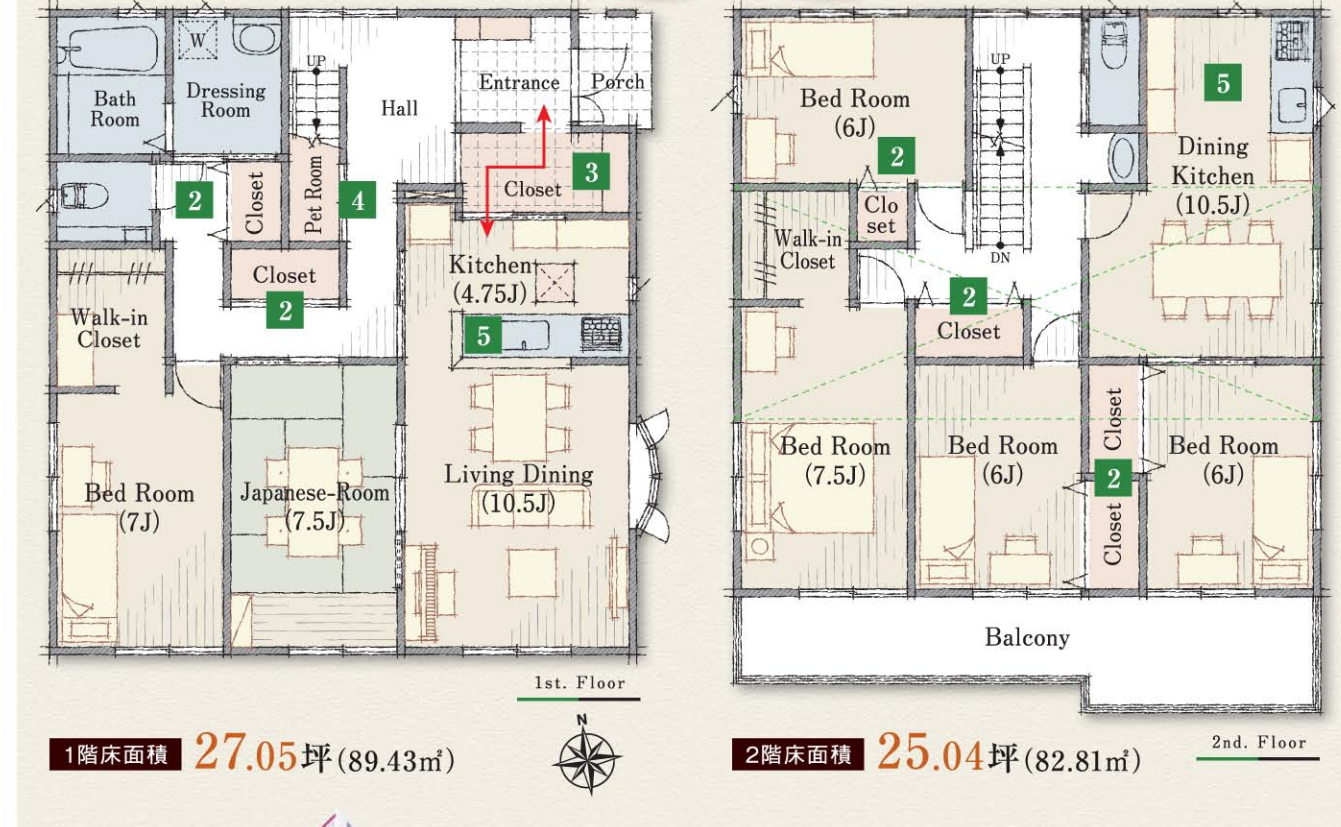 Bath
Room
W
Dressing
Room
UP
Hall
Entrance
Porch
Closet
3
2
Closet
Pet Room
4
Closet
2
Kitchen
(4.75J)
5
Walk-in
Closet
Bed Room
(7J)
Japanese-Room
(7.5J)
Living Dining
(10.5J)
1st. Floor
N
1階床面積 27.05坪(89.43㎡)
Bed Room
(6J)
2
UP
DN
5
Dining
Kitchen
(10.5J)
Clo
set
Walk-in
Closet
2
Closet
Bed Room
(7.5J)
Bed Room
(6J)
Closet
2
Closet
Bed Room
(6J)
Balcony
2階床面積 25.04坪(82.81㎡)
2nd. Floor